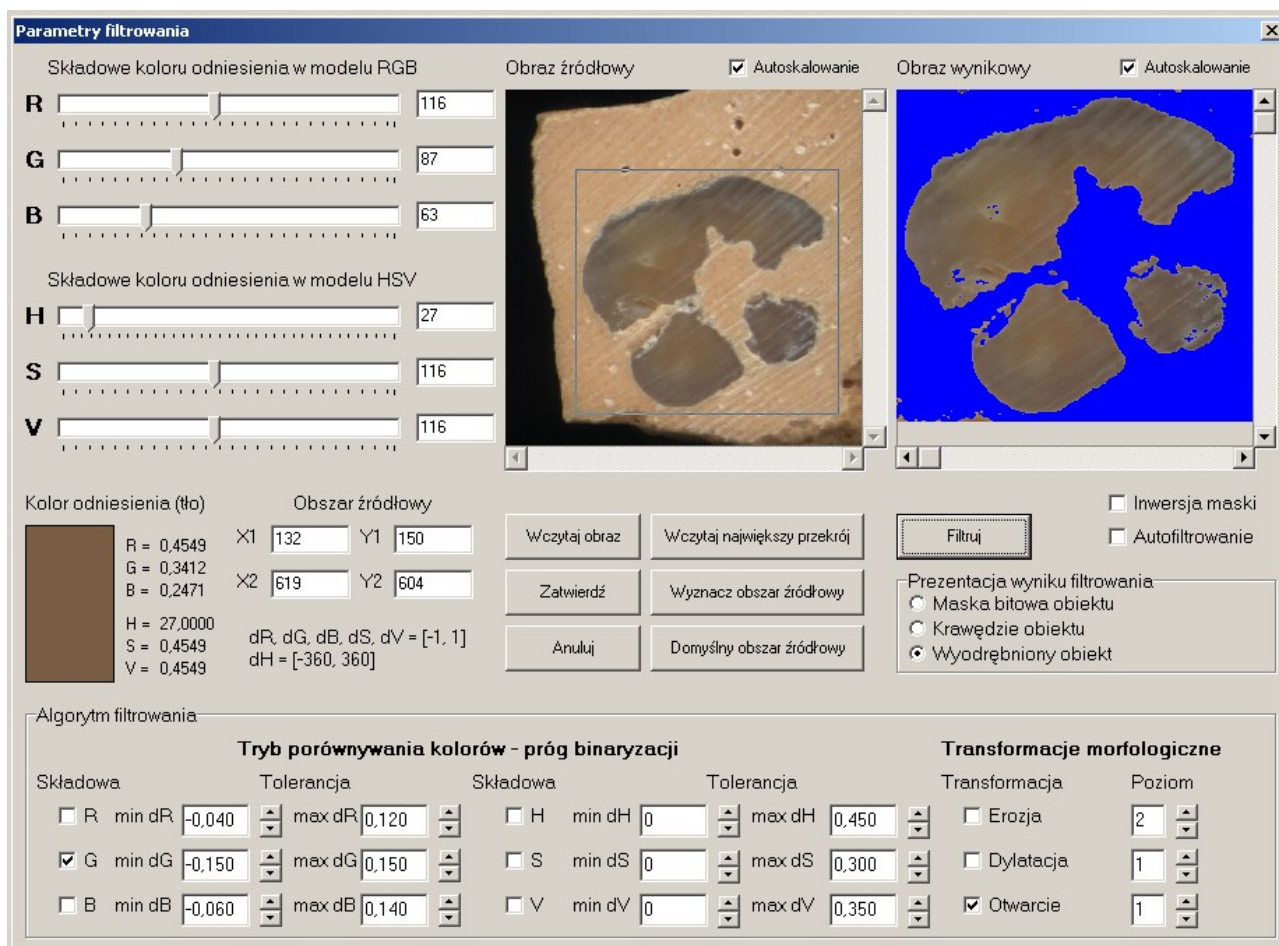 Parametry filtrowania
Składowe koloru odniesienia w modelu RGB
R 116
G 87
B 63
Składowe koloru odniesienia w modelu HSV
H 27
S 116
V 116
Obraz źródłowy Autoskalowanie
Obraz wynikowy Autoskalowanie
Kolor odniesienia (tło)
R = 0,4549
G = 0,3412
B = 0,2471
H = 27,0000
S = 0,4549
V = 0,4549
Obszar źródłowy
X1 132 Y1 150
X2 619 Y2 604
dR, dG, dB, dS, dV = [-1, 1]
dH = [-360, 360]
Wczytaj obraz Wczytaj największy przekrój
Zatwierdź Wyznacz obszar źródłowy
Anuluj Domyślny obszar źródłowy
Filtruj
Inwersja maski
Autofiltrowanie
Prezentacja wyniku filtrowania
Maska bitowa obiektu
Krawędzie obiektu
Wyodrębniony obiekt
Algorytm filtrowania
Tryb porównywania kolorów - próg binaryzacji Transformacje morfologiczne
Składowa Tolerancja Składowa Tolerancja Transformacja Poziom
R min dR -0,040 max dR 0,120 H min dH 0 max dH 0,450 Erozja 2
G min dG -0,150 max dG 0,150 S min dS 0 max dS 0,300 Dylatacja 1
B min dB -0,060 max dB 0,140 V min dV 0 max dV 0,350 Otwarcie 1